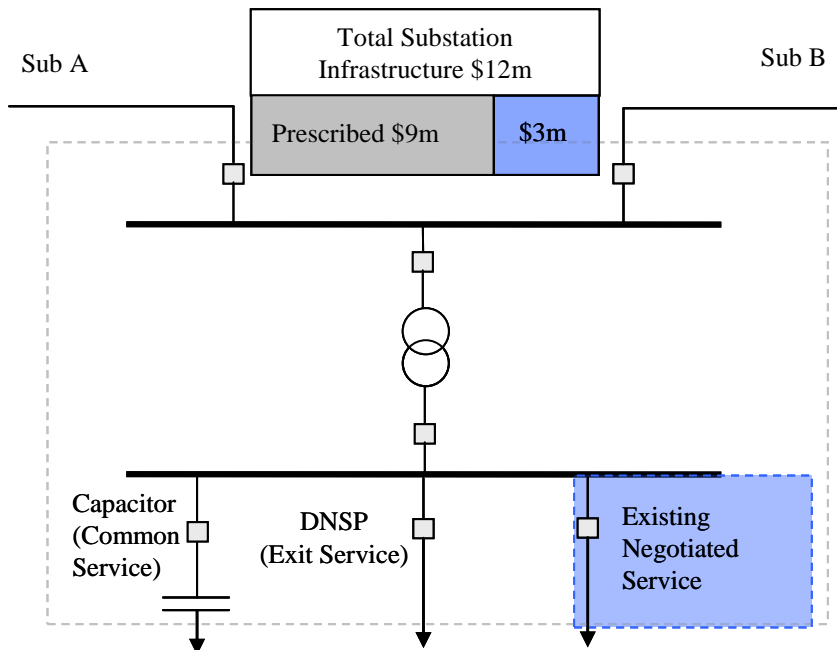 Total Substation
Infrastructure $12m
Sub A
Sub B
Prescribed $9m
$3m
Capacitor
(Common
Service)
DNSP
(Exit Service)
Existing
Negotiated
Service